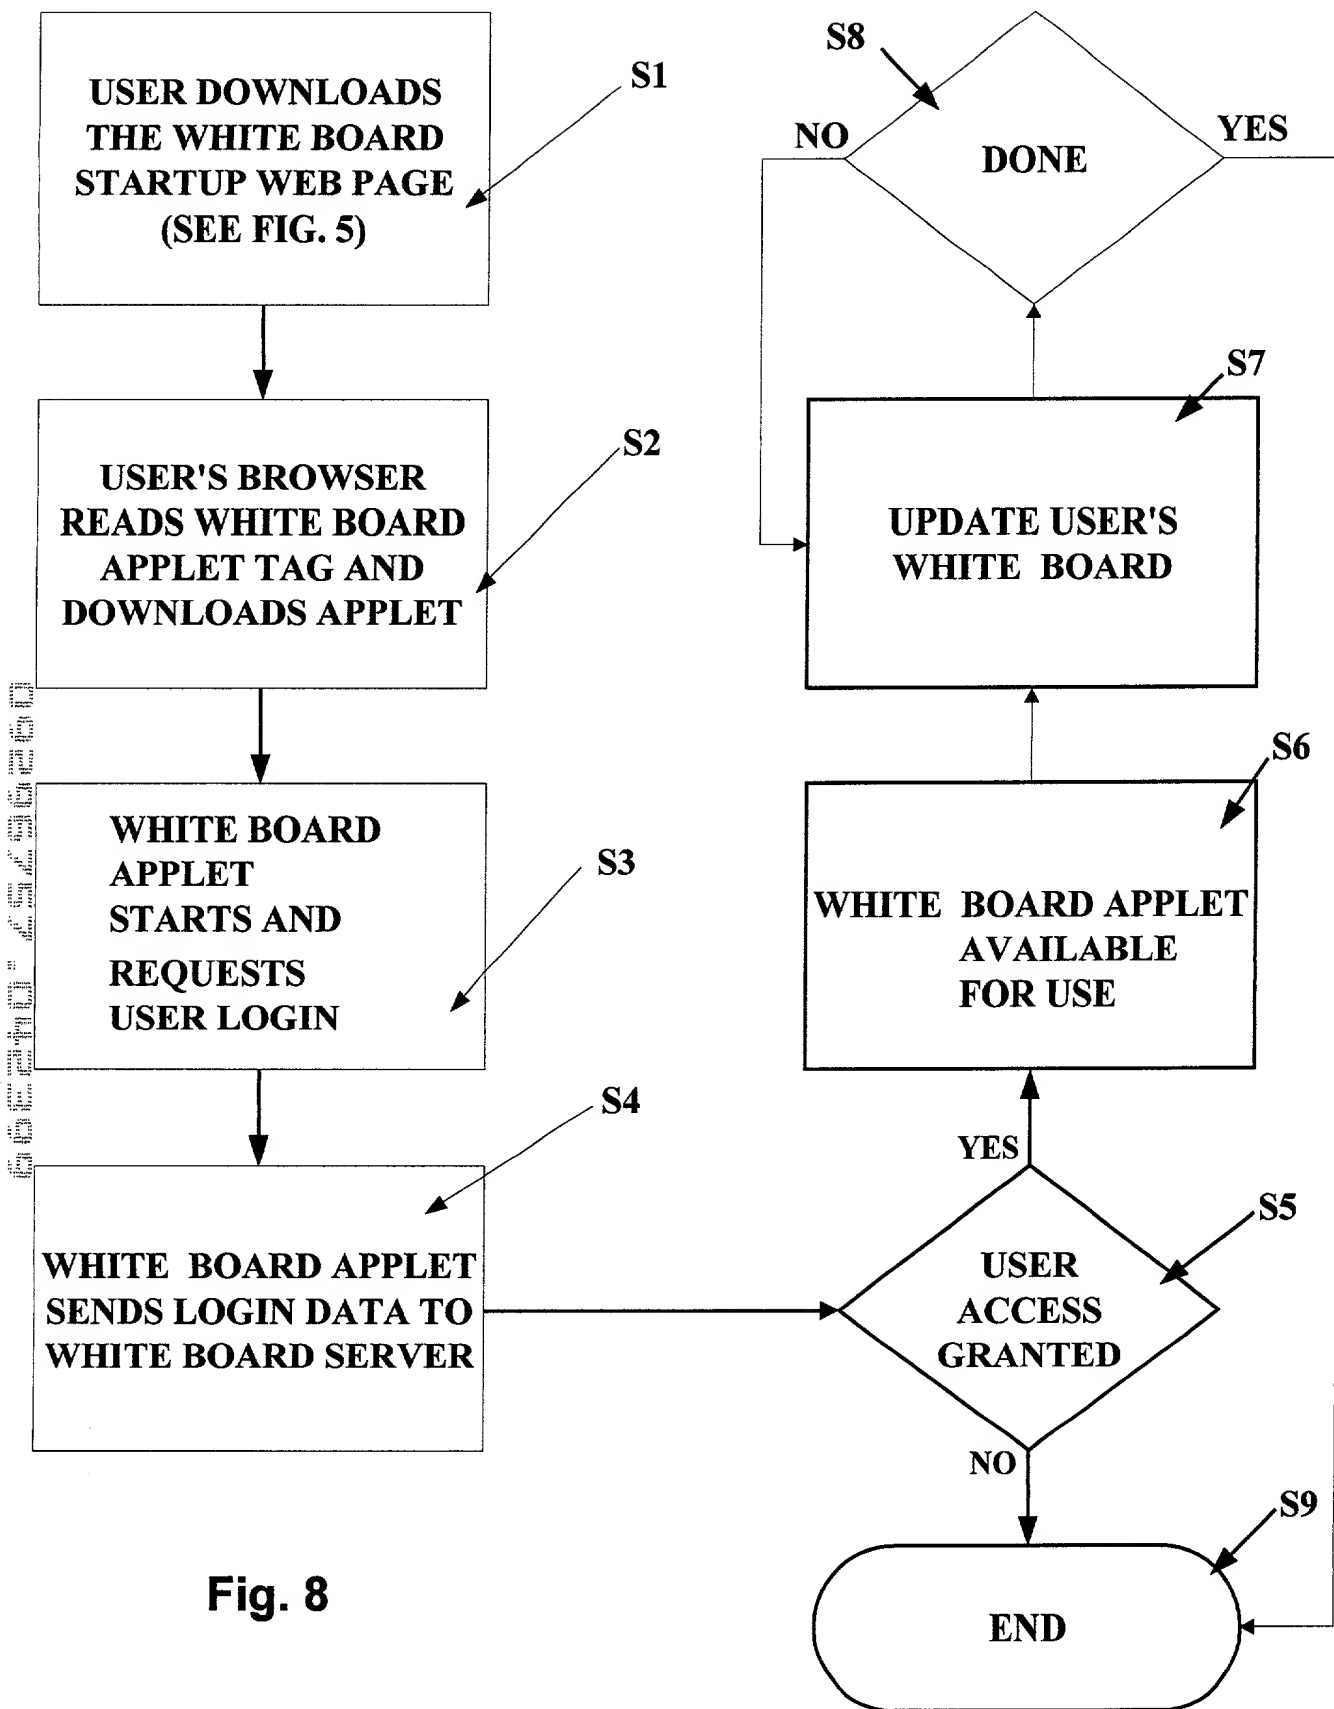 USER DOWNLOADS
THE WHITE BOARD
STARTUP WEB PAGE
(SEE FIG. 5)
S1
USER'S BROWSER
READS WHITE BOARD
APPLET TAG AND
DOWNLOADS APPLET
S2
WHITE BOARD
APPLET
STARTS AND
REQUESTS
USER LOGIN
S3
WHITE BOARD APPLET
SENDS LOGIN DATA TO
WHITE BOARD SERVER
S4
USER
ACCESS
GRANTED
S5
YES
NO
WHITE BOARD APPLET
AVAILABLE
FOR USE
S6
UPDATE USER'S
WHITE BOARD
S7
DONE
S8
NO
YES
END
S9
Fig. 8